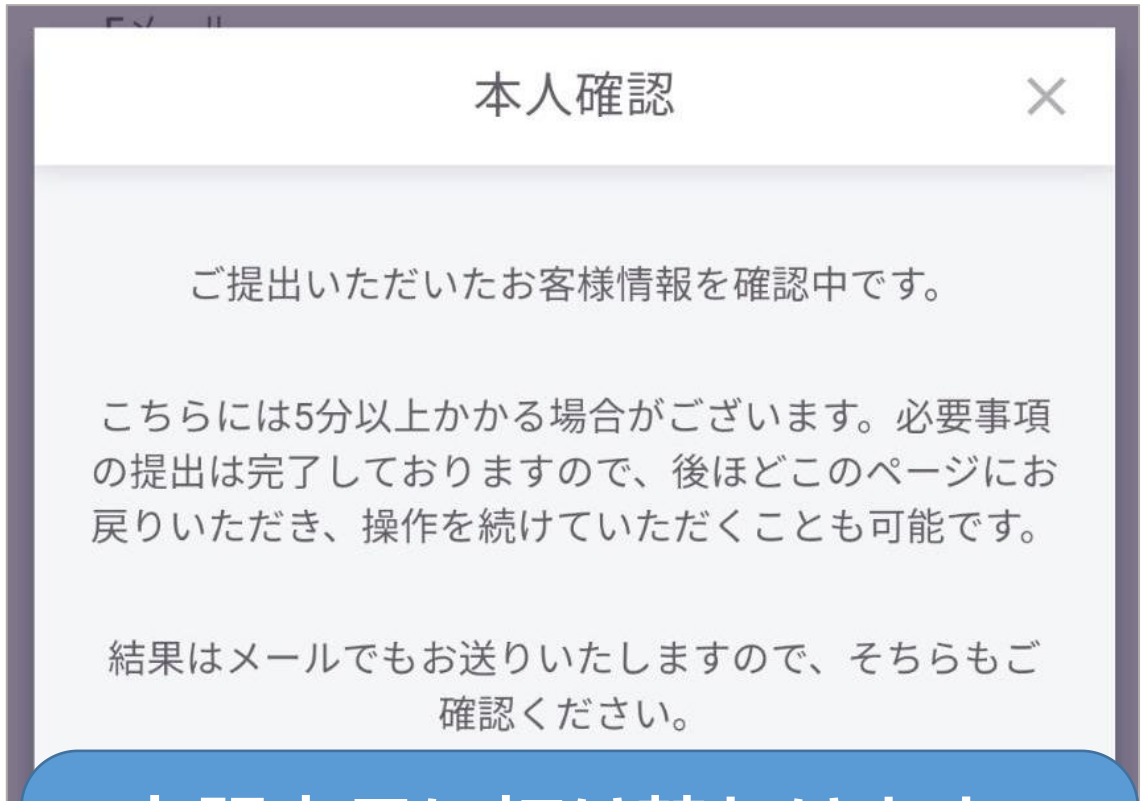 本人確認
ご提出いただいたお客様情報を確認中です。
こちらには5分以上かかる場合がございます。必要事項
の提出は完了しておりますので、後ほどこのページにお
戻りいただき、操作を続けていただくことも可能です。
結果はメールでもお送りいたしますので、そちらもご
確認ください。